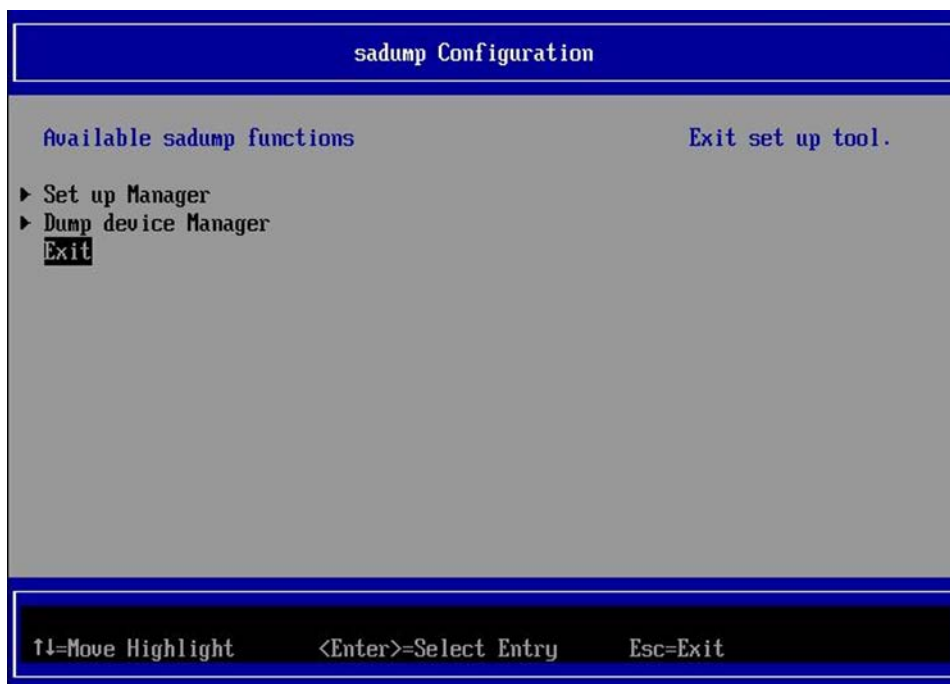 sadump Configuration
Available sadump functions
Exit set up tool.
▶ Set up Manager
▶ Dump device Manager
Exit
↑↓=Move Highlight <Enter>=Select Entry Esc=Exit